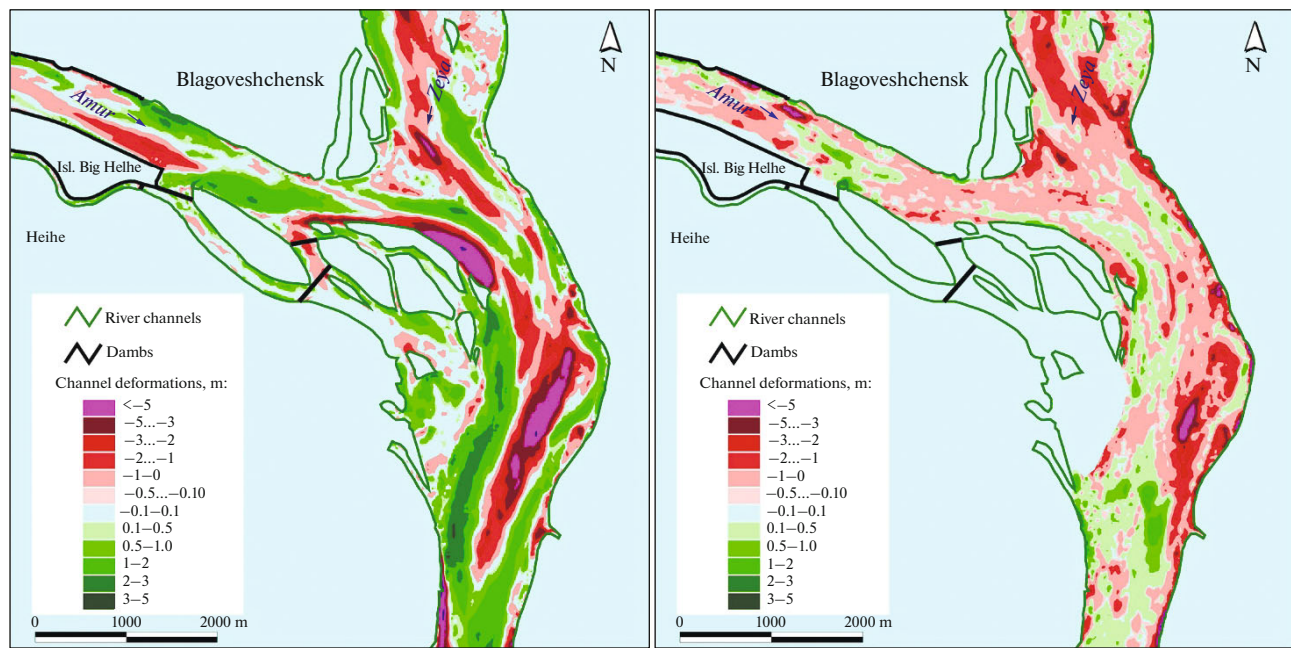 N
Blagoveshchensk
Zeya
Amur
Isl. Big Helhe
Heihe
River channels
Dambs
Channel deformations, m:
<−5
−5...−3
−3...−2
−2...−1
−1−0
−0.5...−0.10
−0.1−0.1
0.1−0.5
0.5−1.0
1−2
2−3
3−5
0 1000 2000 m
N
Blagoveshchensk
Zeya
Amur
Isl. Big Helhe
Heihe
River channels
Dambs
Channel deformations, m:
<−5
−5...−3
−3...−2
−2...−1
−1−0
−0.5...−0.10
−0.1−0.1
0.1−0.5
0.5−1.0
1−2
2−3
3−5
0 1000 2000 m